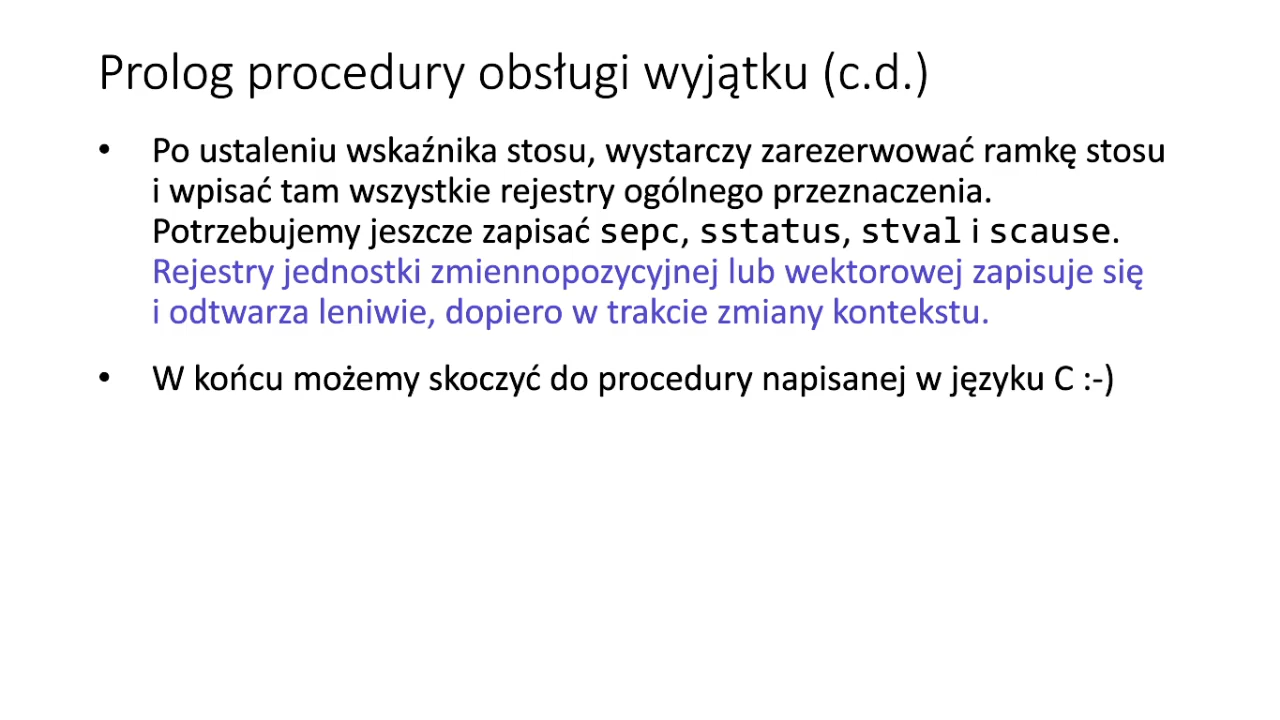 Prolog procedury obsługi wyjątku (c.d.)
• Po ustaleniu wskaźnika stosu, wystarczy zarezerwować ramkę stosu
i wpisać tam wszystkie rejestry ogólnego przeznaczenia.
Potrzebujemy jeszcze zapisać sepc, sstatus, stval i scause.
Rejestry jednostki zmiennopozycyjnej lub wektorowej zapisuje się
i odtwarza leniwie, dopiero w trakcie zmiany kontekstu.
• W końcu możemy skoczyć do procedury napisanej w języku C :-)